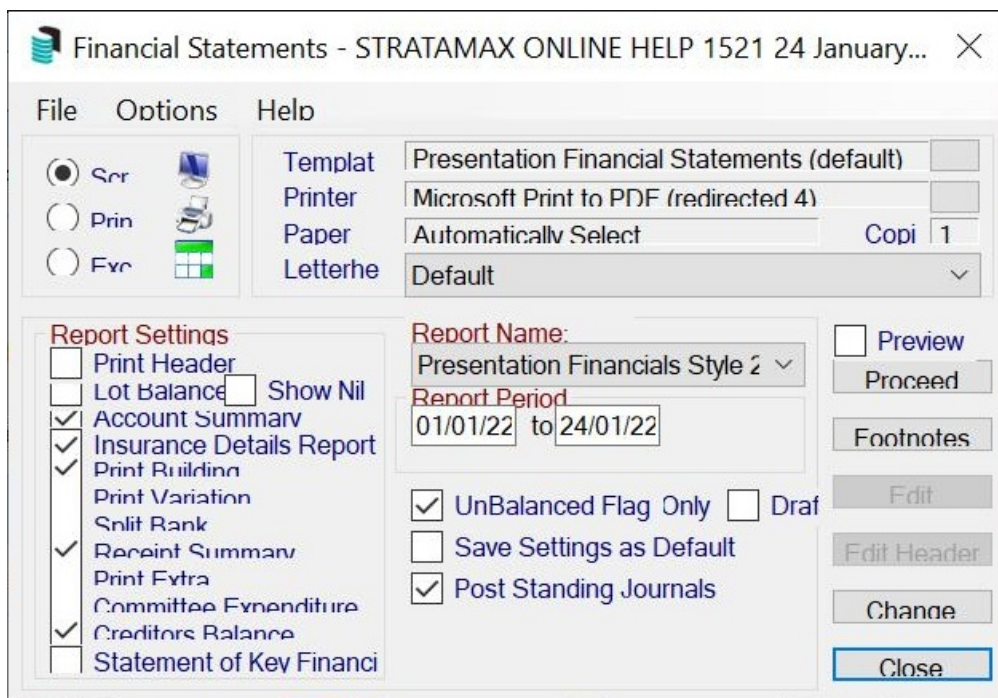 Financial Statements - STRATAMAX ONLINE HELP 1521 24 January...
File Options Help
Scr
Prin
Exc
Templat Presentation Financial Statements (default)
Printer Microsoft Print to PDF (redirected 4)
Paper Automatically Select Copi 1
Letterhe Default
Report Settings
Print Header
Lot Balance Show Nil
Account Summary
Insurance Details Report
Print Building
Print Variation
Split Bank
Receipt Summary
Print Extra
Committee Expenditure
Creditors Balance
Statement of Key Financi
Report Name:
Presentation Financials Style 2
Report Period
01/01/22 to 24/01/22
UnBalanced Flag Only Draf
Save Settings as Default
Post Standing Journals
Preview
Proceed
Footnotes
Edit
Edit Header
Change
Close